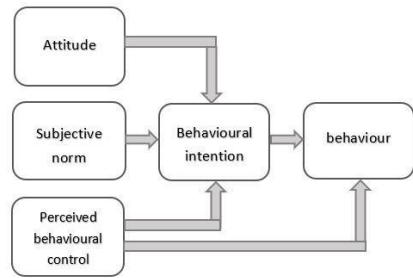 Attitude
Subjective
norm
Behavioural
intention
behaviour
Perceived
behavioural
control